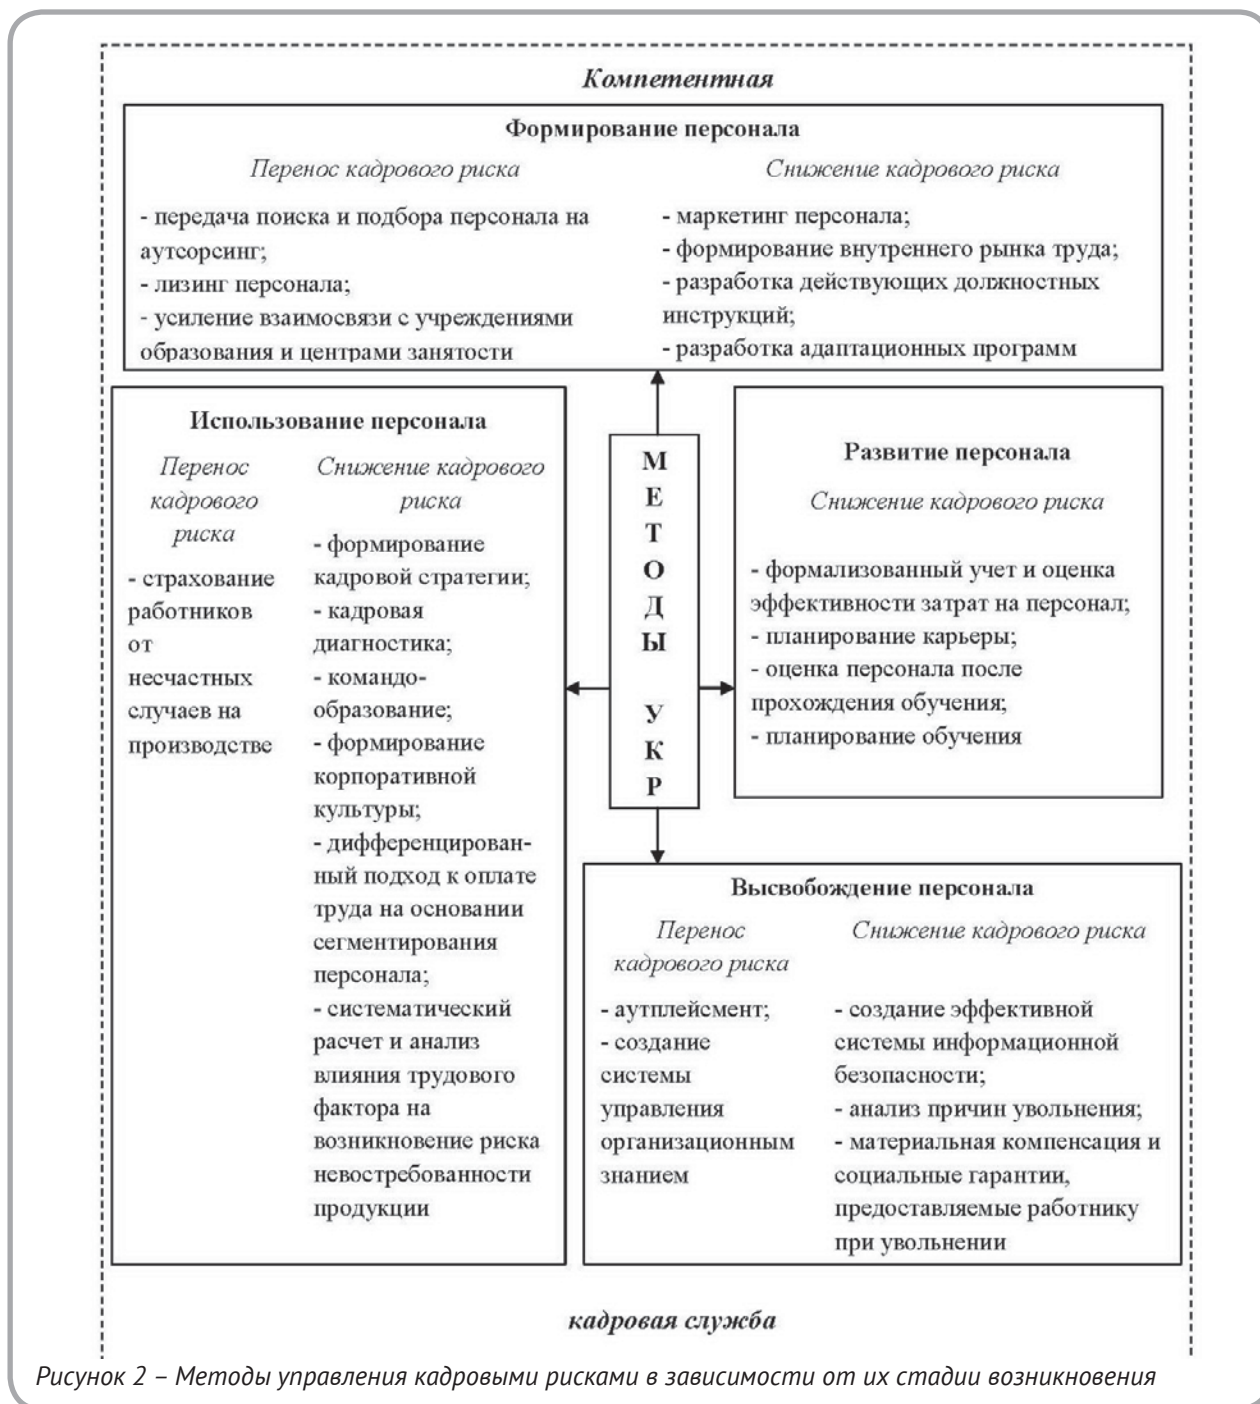 Компетентная
Формирование персонала
Перенос кадрового риска
- передача поиска и подбора персонала на
аутсорсинг;
- лизинг персонала;
- усиление взаимосвязи с учреждениями
образования и центрами занятости
Снижение кадрового риска
- маркетинг персонала;
- формирование внутреннего рынка труда;
- разработка действующих должностных
инструкций;
- разработка адаптационных программ
Использование персонала
Перенос
кадрового
риска
- страхование
работников
от
несчастных
случаев на
производстве
Снижение кадрового
риска
- формирование
кадровой стратегии;
- кадровая
диагностика;
- командо-
образование;
- формирование
корпоративной
культуры;
- дифференцирован-
ный подход к оплате
труда на основании
сегментирования
персонала;
- систематический
расчет и анализ
влияния трудового
фактора на
возникновение риска
невостребованности
продукции
М
Е
Т
О
Д
Ы
У
К
Р
Развитие персонала
Снижение кадрового риска
- формализованный учет и оценка
эффективности затрат на персонал;
- планирование карьеры;
- оценка персонала после
прохождения обучения;
- планирование обучения
Высвобождение персонала
Перенос
кадрового риска
- аутплейсмент;
- создание
системы
управления
организационным
знанием
Снижение кадрового риска
- создание эффективной
системы информационной
безопасности;
- анализ причин увольнения;
- материальная компенсация и
социальные гарантии,
предоставляемые работнику
при увольнении
кадровая служба
Рисунок 2 – Методы управления кадровыми рисками в зависимости от их стадии возникновения